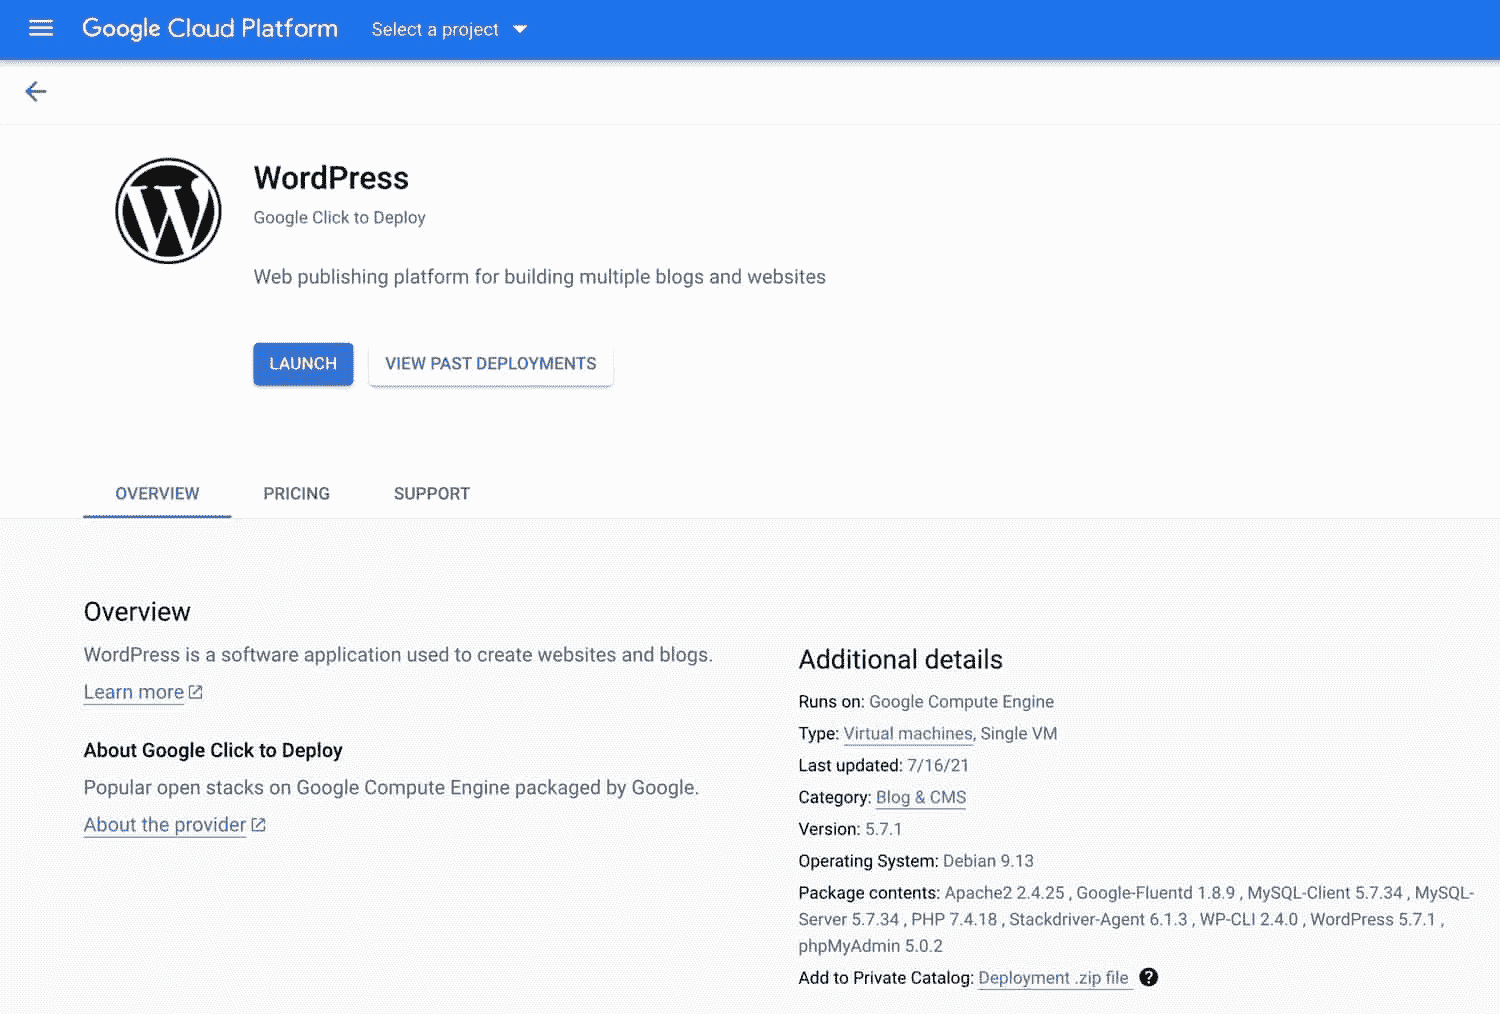 Google Cloud Platform Select a project
WordPress
Google Click to Deploy
Web publishing platform for building multiple blogs and websites
LAUNCH VIEW PAST DEPLOYMENTS
OVERVIEW PRICING SUPPORT
Overview
WordPress is a software application used to create websites and blogs.
Learn more
About Google Click to Deploy
Popular open stacks on Google Compute Engine packaged by Google.
About the provider
Additional details
Runs on: Google Compute Engine
Type: Virtual machines, Single VM
Last updated: 7/16/21
Category: Blog & CMS
Version: 5.7.1
Operating System: Debian 9.13
Package contents: Apache2 2.4.25 , Google-Fluentd 1.8.9 , MySQL-Client 5.7.34 , MySQL-
Server 5.7.34 , PHP 7.4.18 , Stackdriver-Agent 6.1.3 , WP-CLI 2.4.0 , WordPress 5.7.1 ,
phpMyAdmin 5.0.2
Add to Private Catalog: Deployment .zip file ?